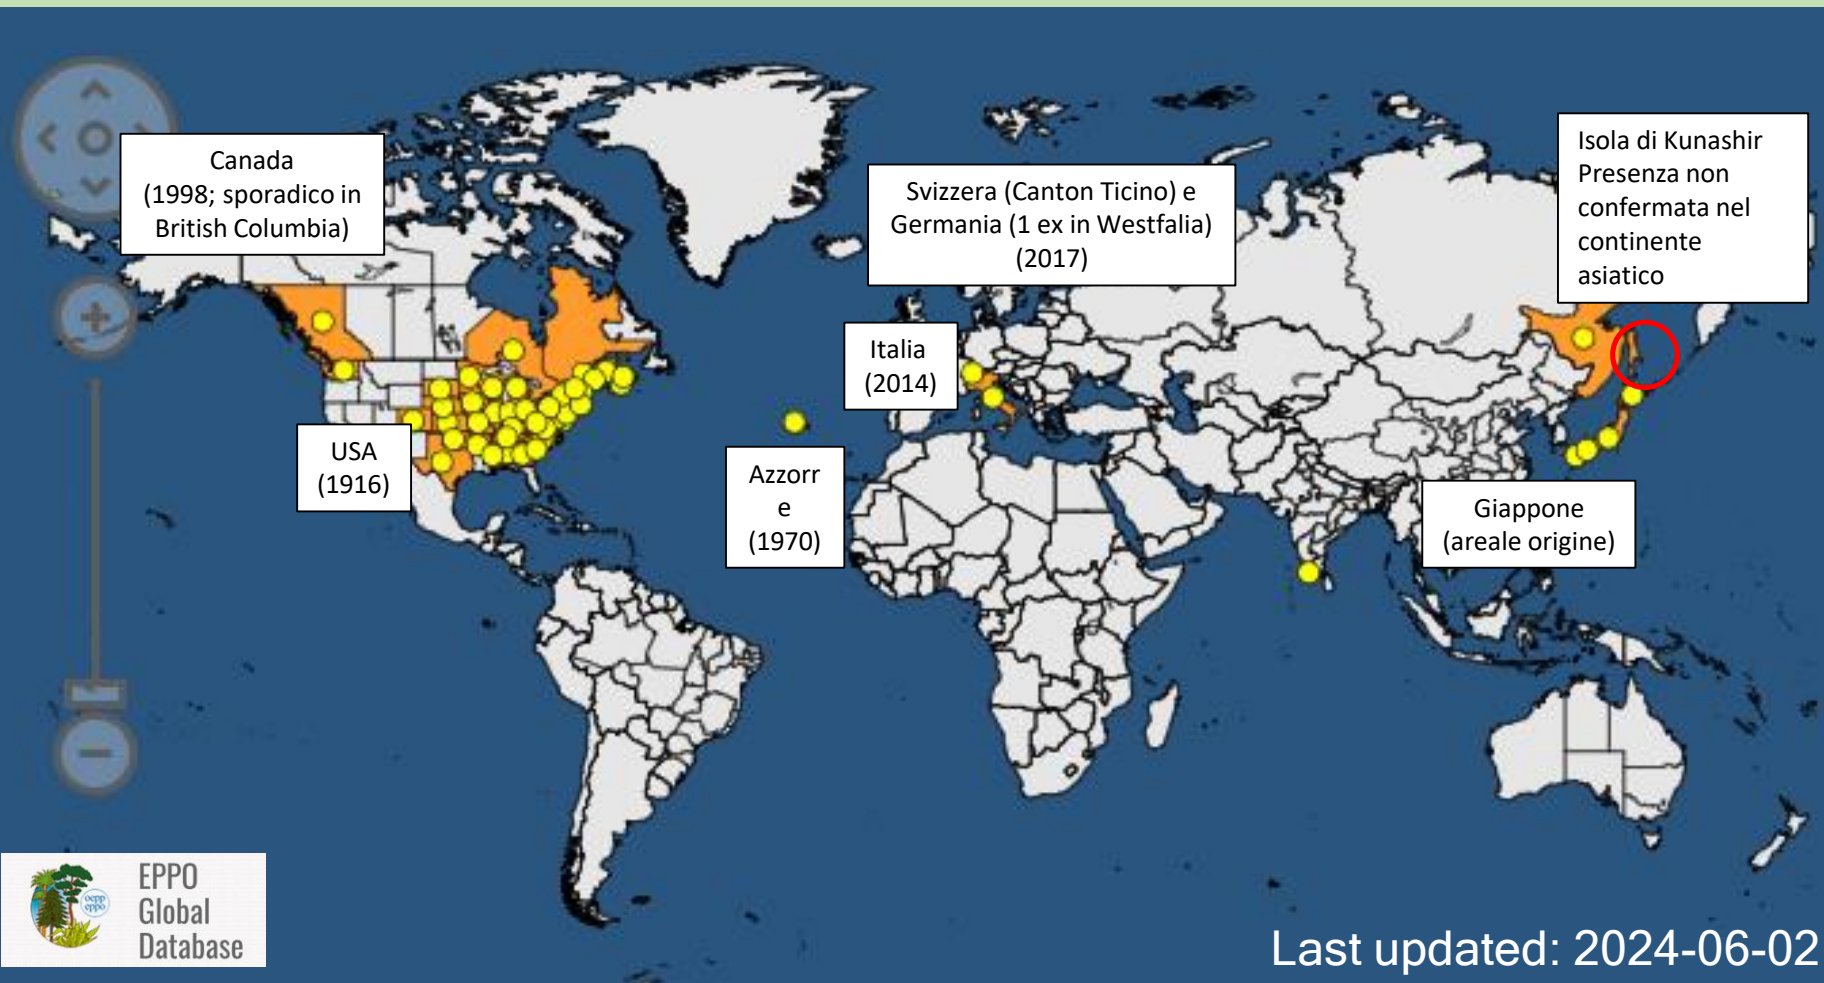 Canada
(1998; sporadico in
British Columbia)
Svizzera (Canton Ticino) e
Germania (1 ex in Westfalia)
(2017)
Isola di Kunashir
Presenza non
confermata nel
continente
asiatico
Italia
(2014)
USA
(1916)
Azzorr
e
(1970)
Giappone
(areale origine)
oepp
eppo
EPPO
Global
Database
Last updated: 2024-06-02